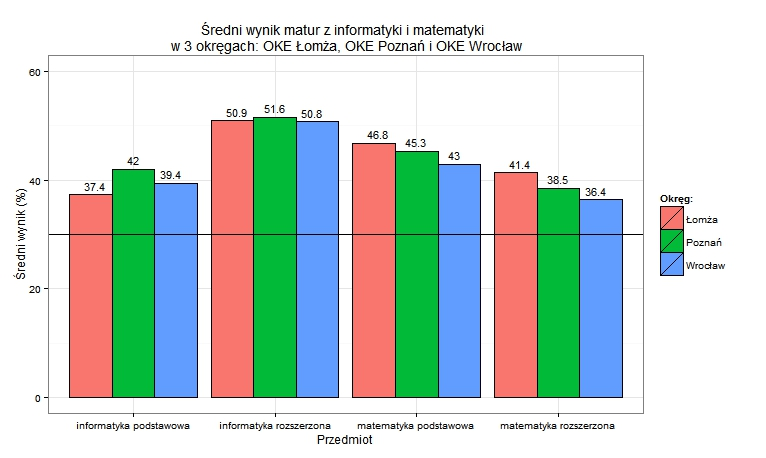 Średni wynik matur z informatyki i matematyki
w 3 okręgach: OKE Łomża, OKE Poznań i OKE Wrocław
Średni wynik (%)
60
40
20
0
37.4
42
39.4
50.9
51.6
50.8
46.8
45.3
43
41.4
38.5
36.4
informatyka podstawowa
informatyka rozszerzona
matematyka podstawowa
matematyka rozszerzona
Przedmiot
Okręg:
Łomża
Poznań
Wrocław